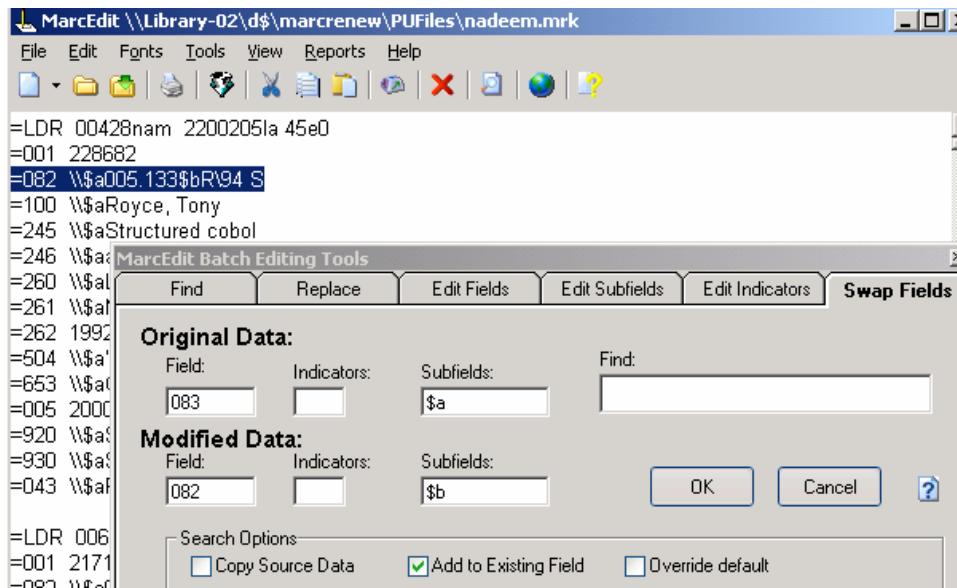 MarcEdit \\Library-02\d$\marcrenew\PUFiles\nadeem.mrk
File Edit Fonts Tools View Reports Help
=LDR 00428nam 2200205Ia 45e0
=001 228682
=082 \\$a005.133$bR\94 S
=100 \\$aRoyce, Tony
=245 \\$aStructured cobol
=246 \\$a
MarcEdit Batch Editing Tools
=260 \\$aL
Find Replace Edit Fields Edit Subfields Edit Indicators Swap Fields
=261 \\$a
=262 1992
Original Data:
=504 \\$a'
Field: Indicators: Subfields: Find:
=653 \\$a
083 $a
=005 2000
=920 \\$aS
Modified Data:
=930 \\$aS
Field: Indicators: Subfields:
=043 \\$a
082 $b OK Cancel
=LDR 006
Search Options
=001 2171
Copy Source Data Add to Existing Field Override default